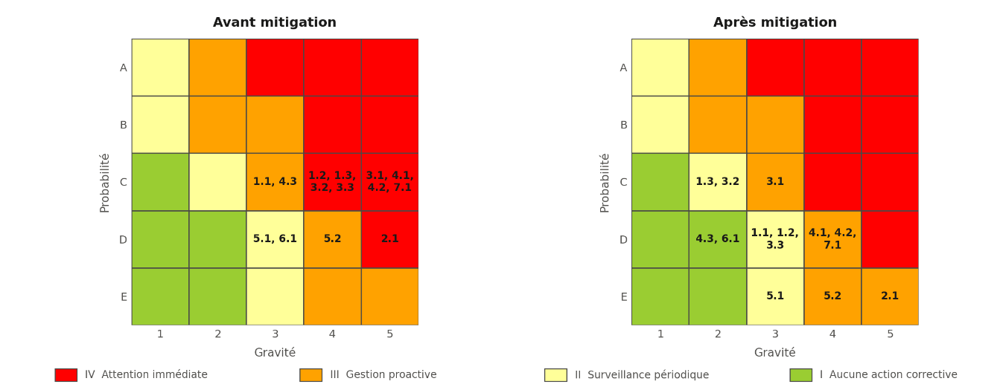 Avant mitigation
A
B
C
D
E
Probabilité
1.1, 4.3
1.2, 1.3,
3.2, 3.3
3.1, 4.1,
4.2, 7.1
5.1, 6.1
5.2
2.1
1
2
3
4
5
Gravité
Après mitigation
A
B
C
D
E
Probabilité
1.3, 3.2
3.1
4.3, 6.1
1.1, 1.2,
3.3
4.1, 4.2,
7.1
5.1
5.2
2.1
1
2
3
4
5
Gravité
IV Attention immédiate
III Gestion proactive
II Surveillance périodique
I Aucune action corrective